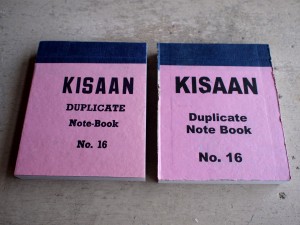 KISAAN
DUPLICATE
Note-Book
No. 16
KISAAN
Duplicate
Note Book
No. 16